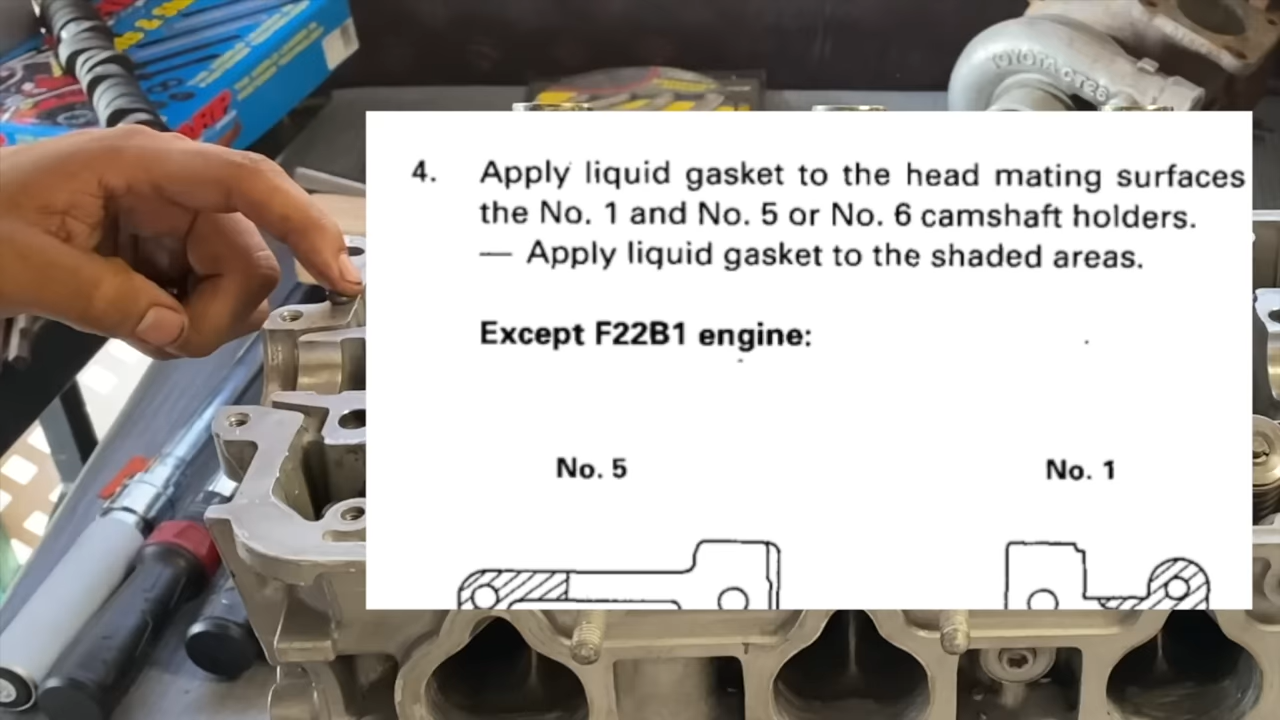 TOYOTA CT26
ARP
4. Apply liquid gasket to the head mating surfaces
the No. 1 and No. 5 or No. 6 camshaft holders.
— Apply liquid gasket to the shaded areas.
Except F22B1 engine:
No. 5 No. 1